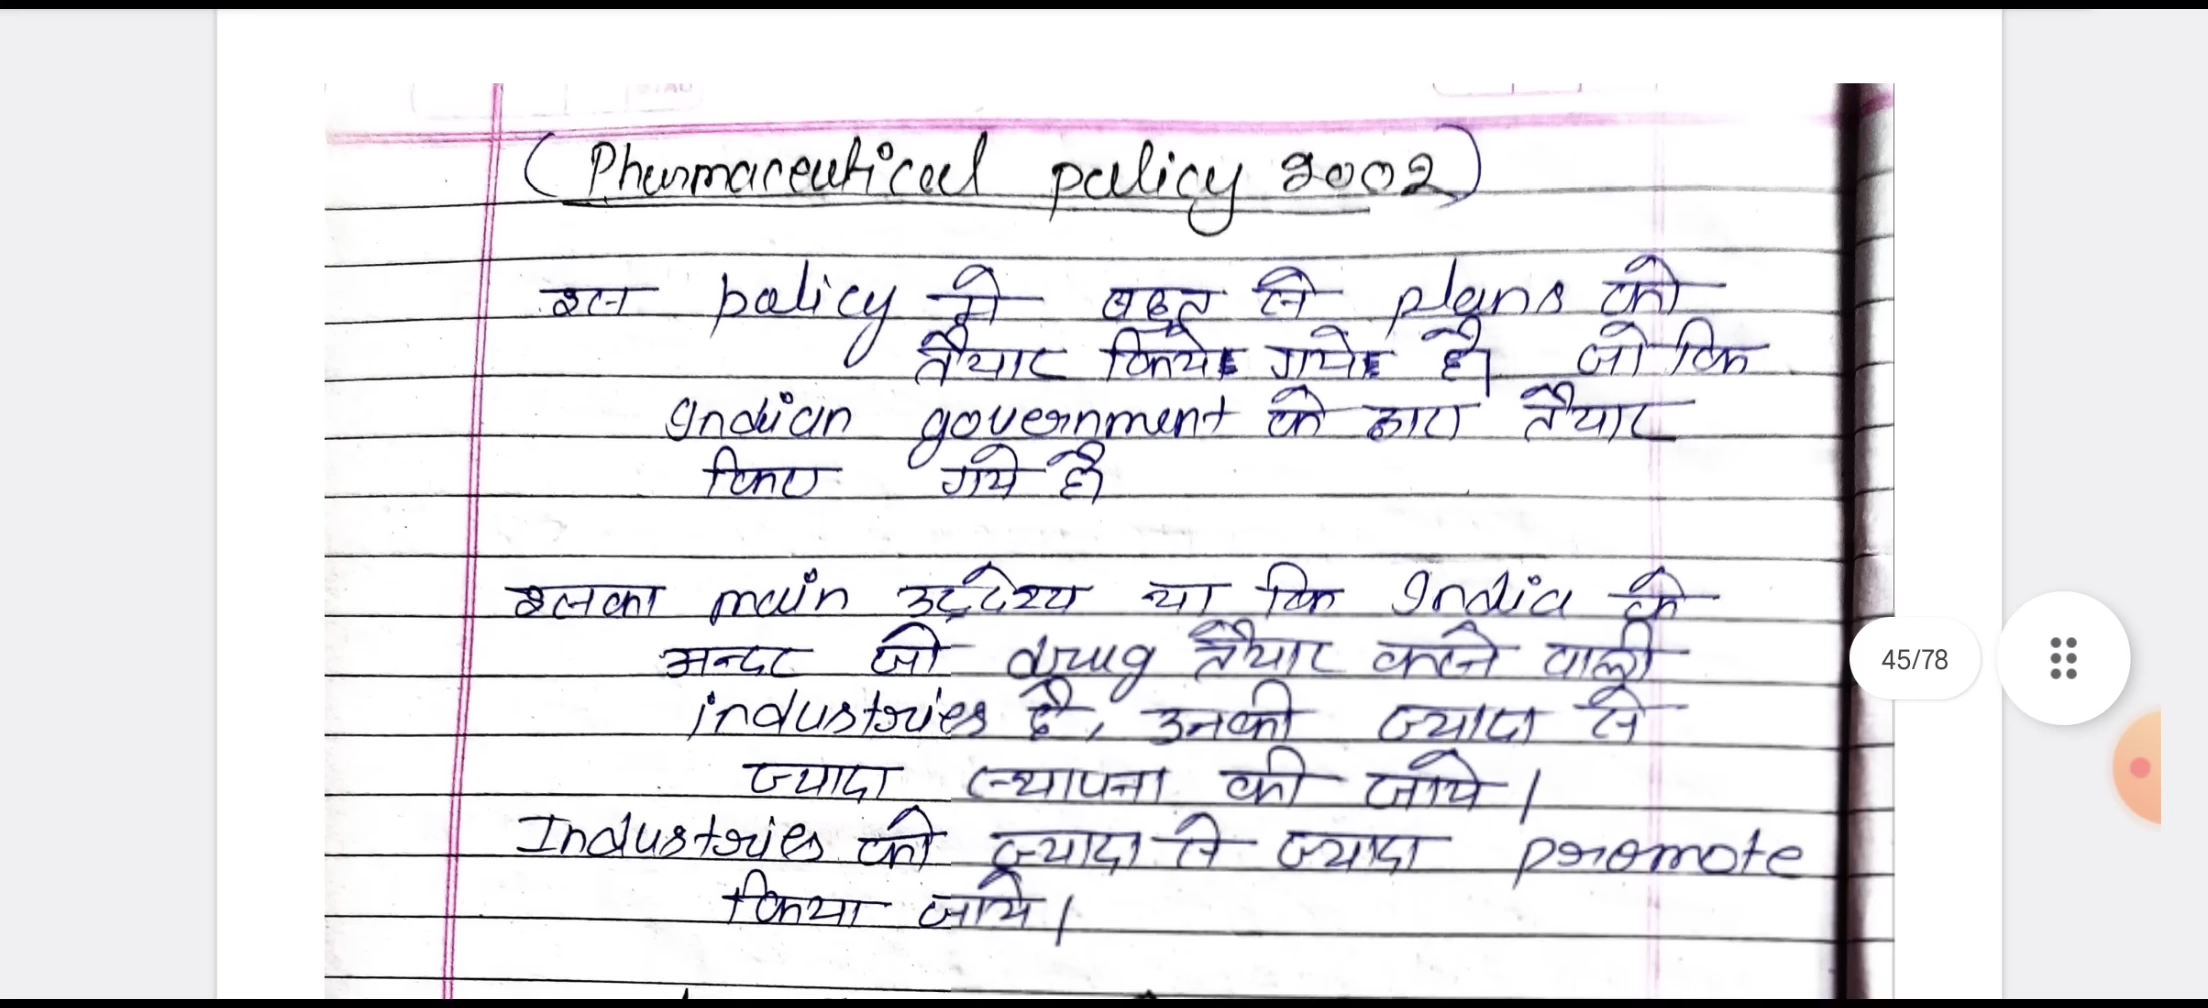 (Pharmaceutical policy 2002)
इस policy मे बहुत से plans को
तैयार किये गये है। जो कि
Indian government के द्वारा तैयार
किए गये है
इसका main उद्देश्य था कि India के
अन्दर जो drug तैयार करने वाली
industries है, उनकी ज्यादा से
ज्यादा स्थापना की जाये।
Industries को ज्यादा से ज्यादा promote
किया जाये।
45/78